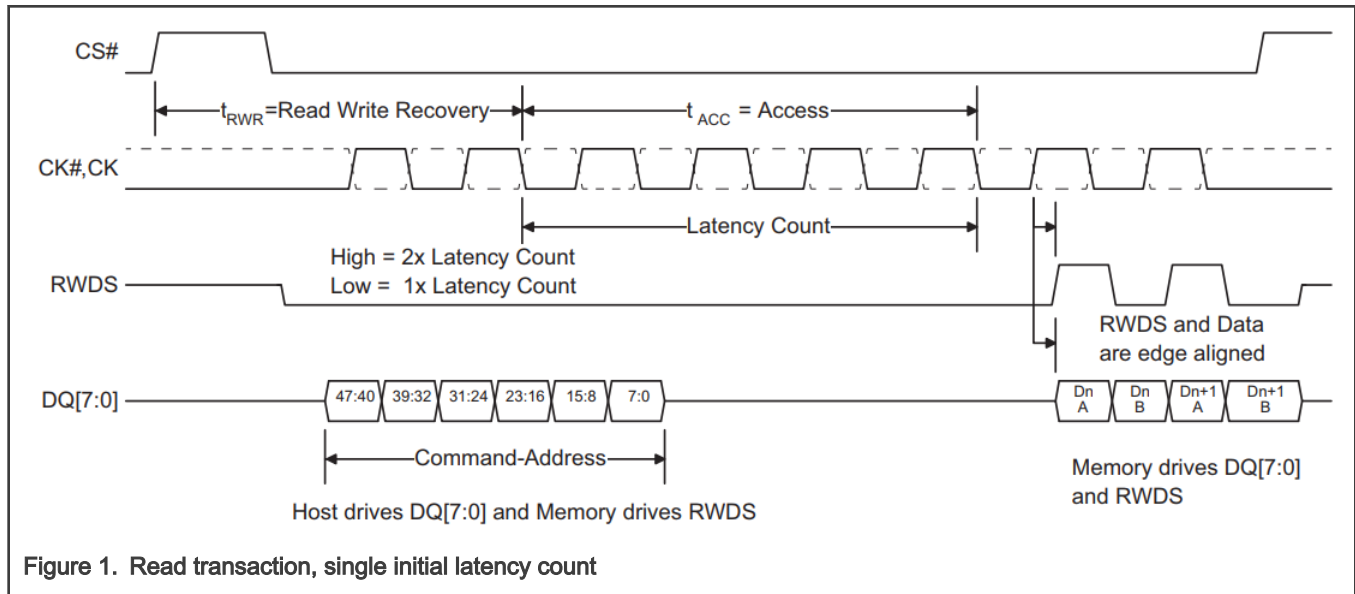 CS#
tRWR=Read Write Recovery
tACC = Access
CK#,CK
Latency Count
High = 2x Latency Count
Low = 1x Latency Count
RWDS
RWDS and Data
are edge aligned
DQ[7:0]
47:40 39:32 31:24 23:16 15:8 7:0
Dn Dn Dn+1 Dn+1
A B A B
Command-Address
Memory drives DQ[7:0]
and RWDS
Host drives DQ[7:0] and Memory drives RWDS
Figure 1. Read transaction, single initial latency count